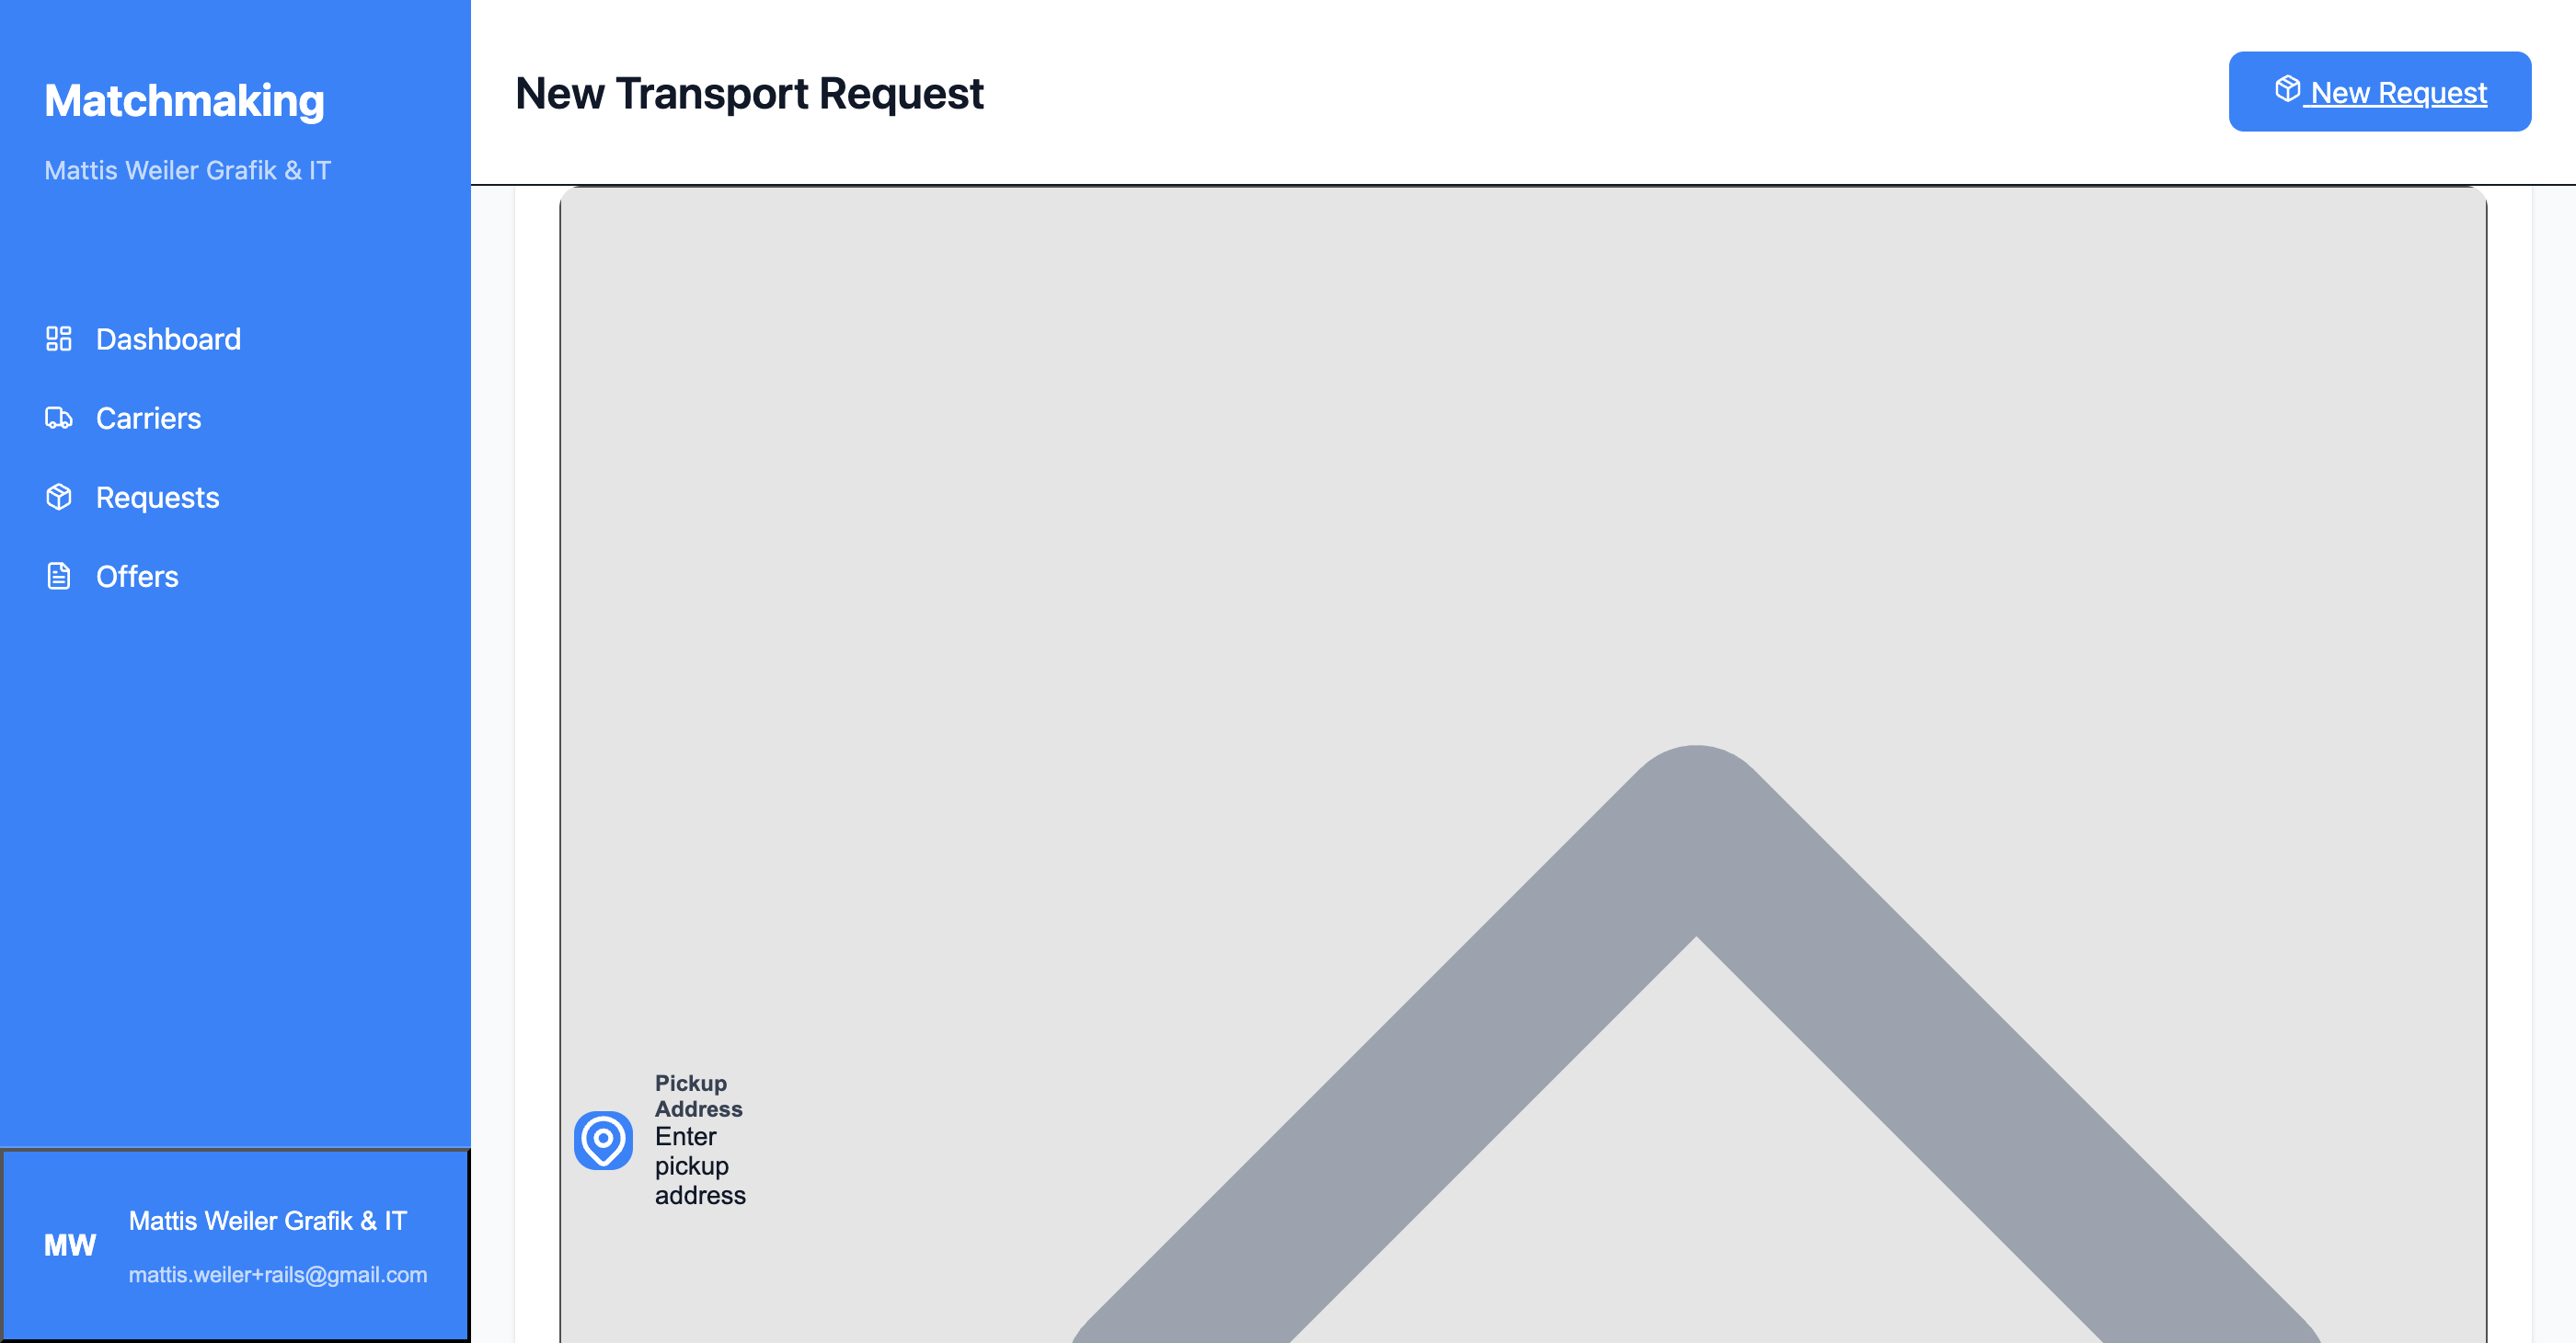 Matchmaking
Mattis Weiler Grafik & IT
Dashboard
Carriers
Requests
Offers
MW
Mattis Weiler Grafik & IT
mattis.weiler+rails@gmail.com
New Transport Request
New Request
Pickup
Address
Enter
pickup
address